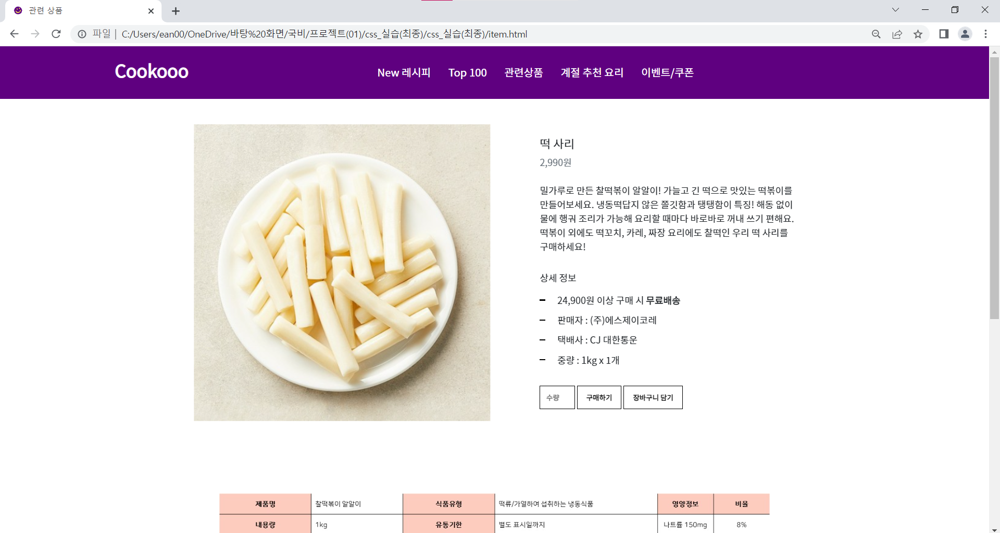 관련 상품
파일 | C:/Users/ean00/OneDrive/바탕%20화면/국비/프로젝트(01)/css_실습(최종)/css_실습(최종)/item.html
Cookooo
New 레시피 Top 100 관련상품 계절 추천 요리 이벤트/쿠폰
떡 사리
2,990원
밀가루로 만든 찰떡볶이 알알이! 가늘고 긴 떡으로 맛있는 떡볶이를
만들어보세요. 냉동떡답지 않은 쫄깃함과 탱탱함이 특징! 해동 없이
물에 헹궈 조리가 가능해 요리할 때마다 바로바로 꺼내 쓰기 편해요.
떡볶이 외에도 떡꼬치, 카레, 짜장 요리에도 찰떡인 우리 떡 사리를
구매하세요!
상세 정보
24,900원 이상 구매 시 무료배송
판매자 : (주)에스제이코레
택배사 : CJ 대한통운
중량 : 1kg x 1개
수량 구매하기 장바구니 담기
제품명 찰떡볶이 알알이 식품유형 떡류/가열하여 섭취하는 냉동식품 영양정보 비율
내용량 1kg 유통기한 별도 표시일까지 나트륨 150mg 8%